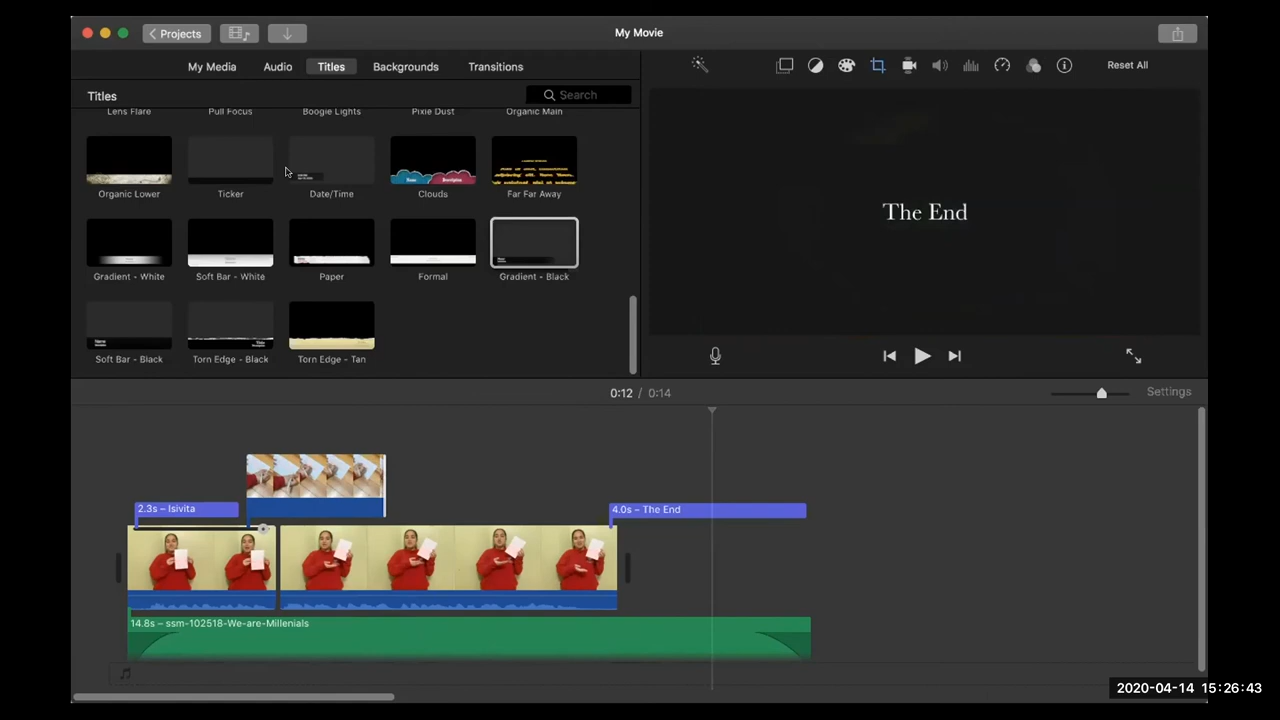 Projects
My Movie
My Media
Audio
Titles
Backgrounds
Transitions
Reset All
Titles
Search
Lens Flare
Pull Focus
Boogie Lights
Pixie Dust
Organic Main
Organic Lower
Ticker
Date/Time
Clouds
Far Far Away
Gradient - White
Soft Bar - White
Paper
Formal
Gradient - Black
Soft Bar - Black
Torn Edge - Black
Torn Edge - Tan
The End
0:12 / 0:14
Settings
2.3s – Isivita
4.0s – The End
14.8s – ssm-102518-We-are-Millenials
2020-04-14 15:26:43